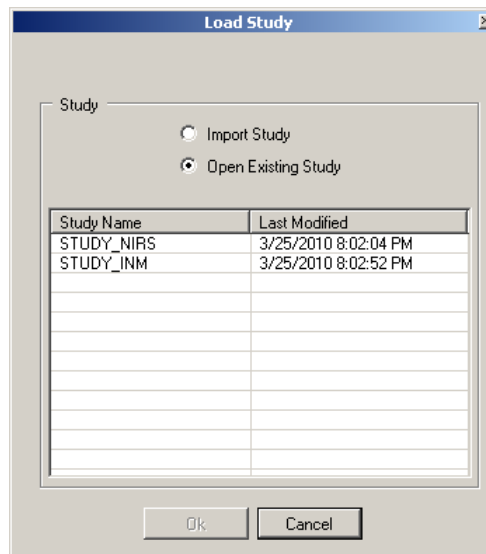 Load Study
Study
Import Study
Open Existing Study
Study Name Last Modified
STUDY_NIRS 3/25/2010 8:02:04 PM
STUDY_INM 3/25/2010 8:02:52 PM
Ok Cancel